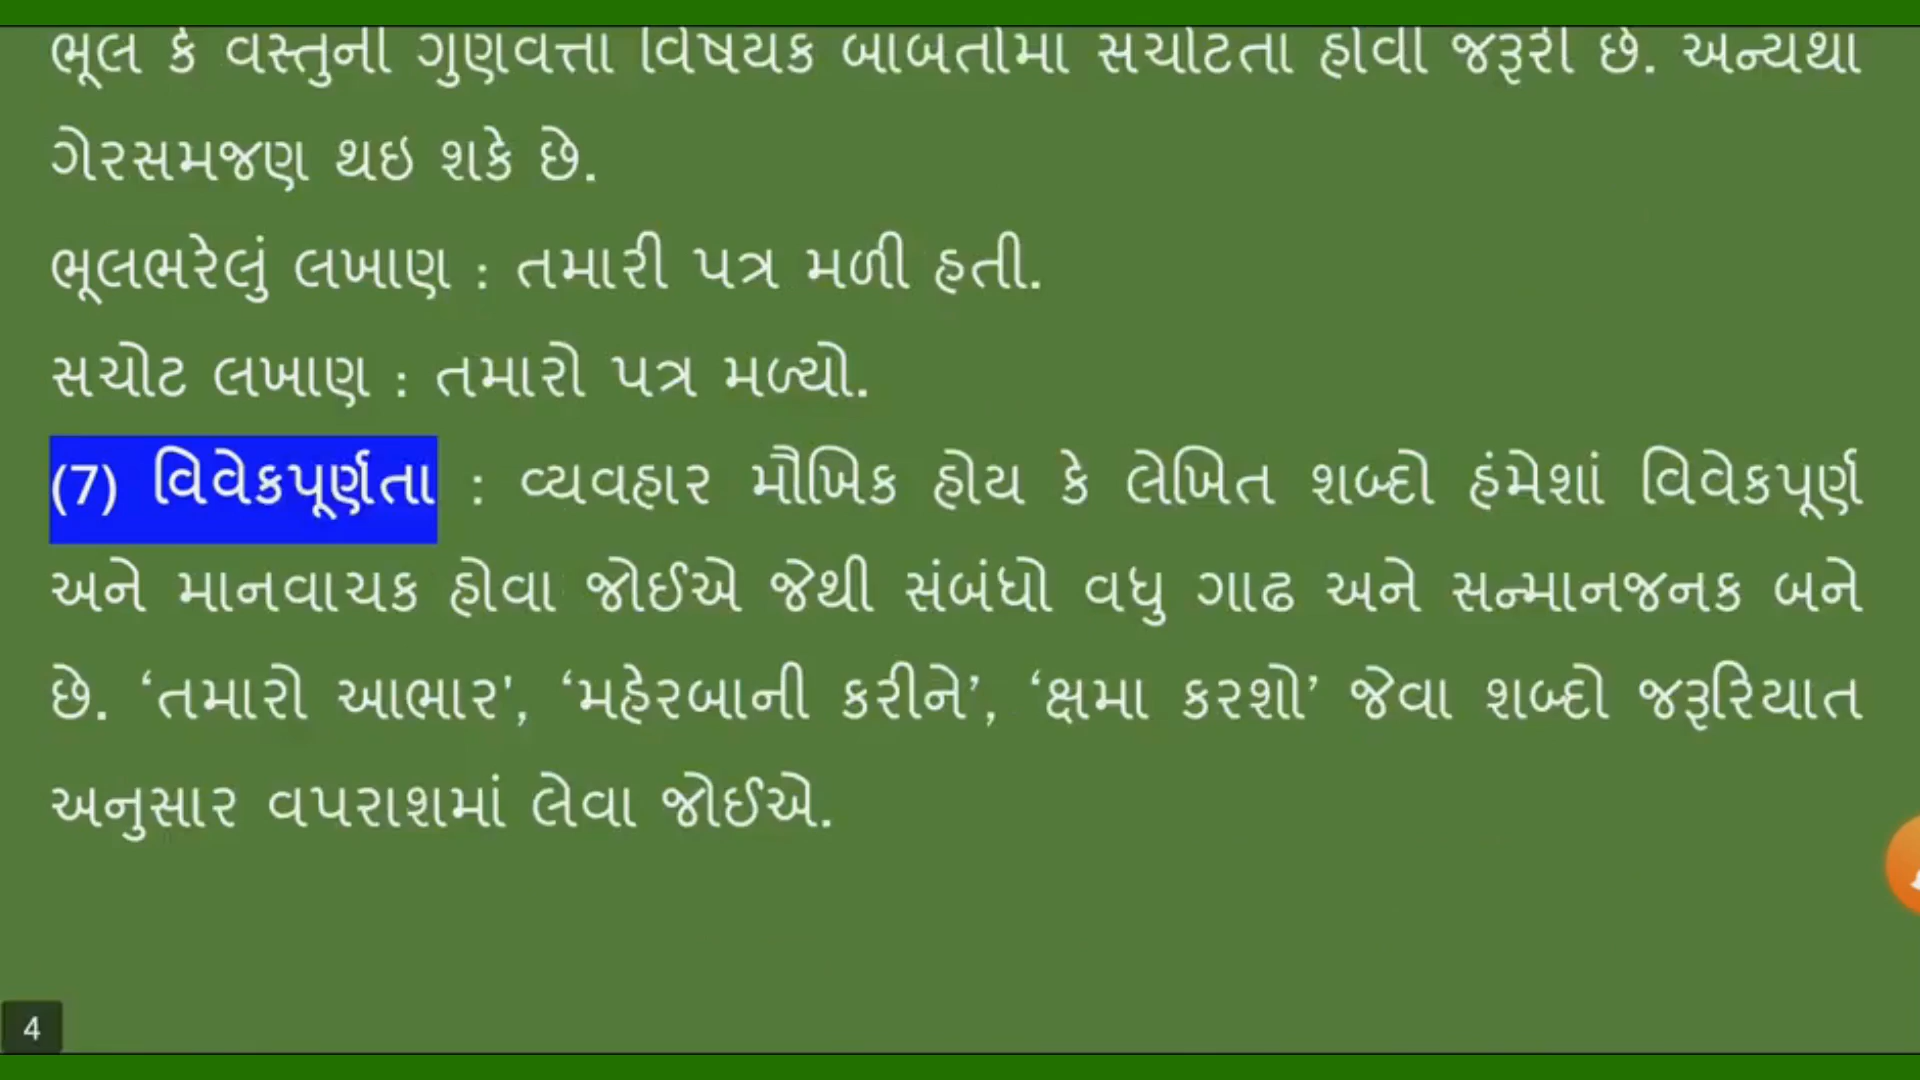 ભૂલ કે વસ્તુની ગુણવત્તા વિષયક બાબતોમાં સચોટતા હોવી જરૂરી છે. અન્યથા
ગેરસમજણ થઇ શકે છે.
ભૂલભરેલું લખાણ : તમારી પત્ર મળી હતી.
સચોટ લખાણ : તમારો પત્ર મળ્યો.
(7) વિવેકપૂર્ણતા : વ્યવહાર મૌખિક હોય કે લેખિત શબ્દો હંમેશાં વિવેકપૂર્ણ
અને માનવાચક હોવા જોઈએ જેથી સંબંધો વધુ ગાઢ અને સન્માનજનક બને
છે. ‘તમારો આભાર', ‘મહેરબાની કરીને’, ‘ક્ષમા કરશો’ જેવા શબ્દો જરૂરિયાત
અનુસાર વપરાશમાં લેવા જોઈએ.
4